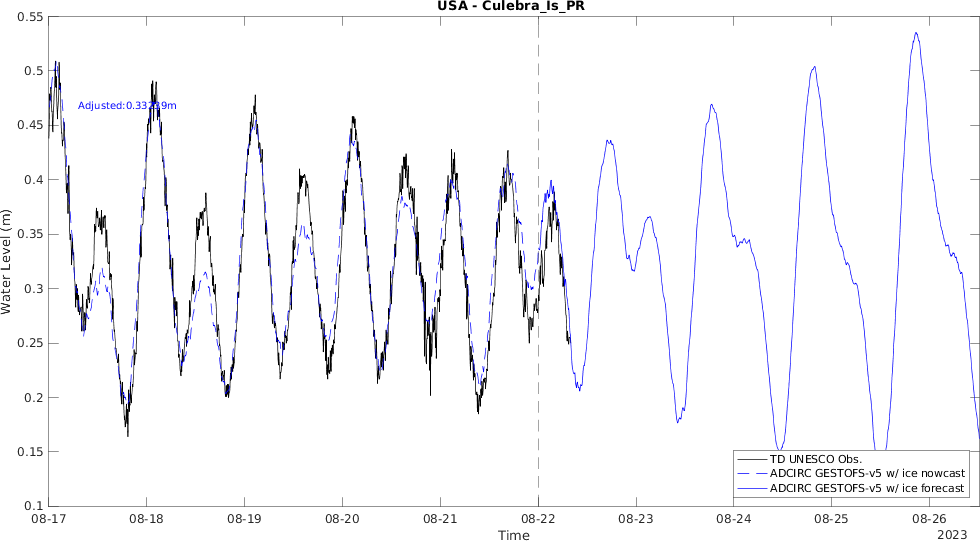 USA - Culebra_Is_PR
0.55
0.5
0.45
0.4
0.35
0.3
0.25
0.2
0.15
0.1
Water Level (m)
Adjusted:0.33239m
TD UNESCO Obs.
ADCIRC GESTOFS-v5 w/ ice nowcast
ADCIRC GESTOFS-v5 w/ ice forecast
08-17 08-18 08-19 08-20 08-21 08-22 08-23 08-24 08-25 08-26
Time
2023